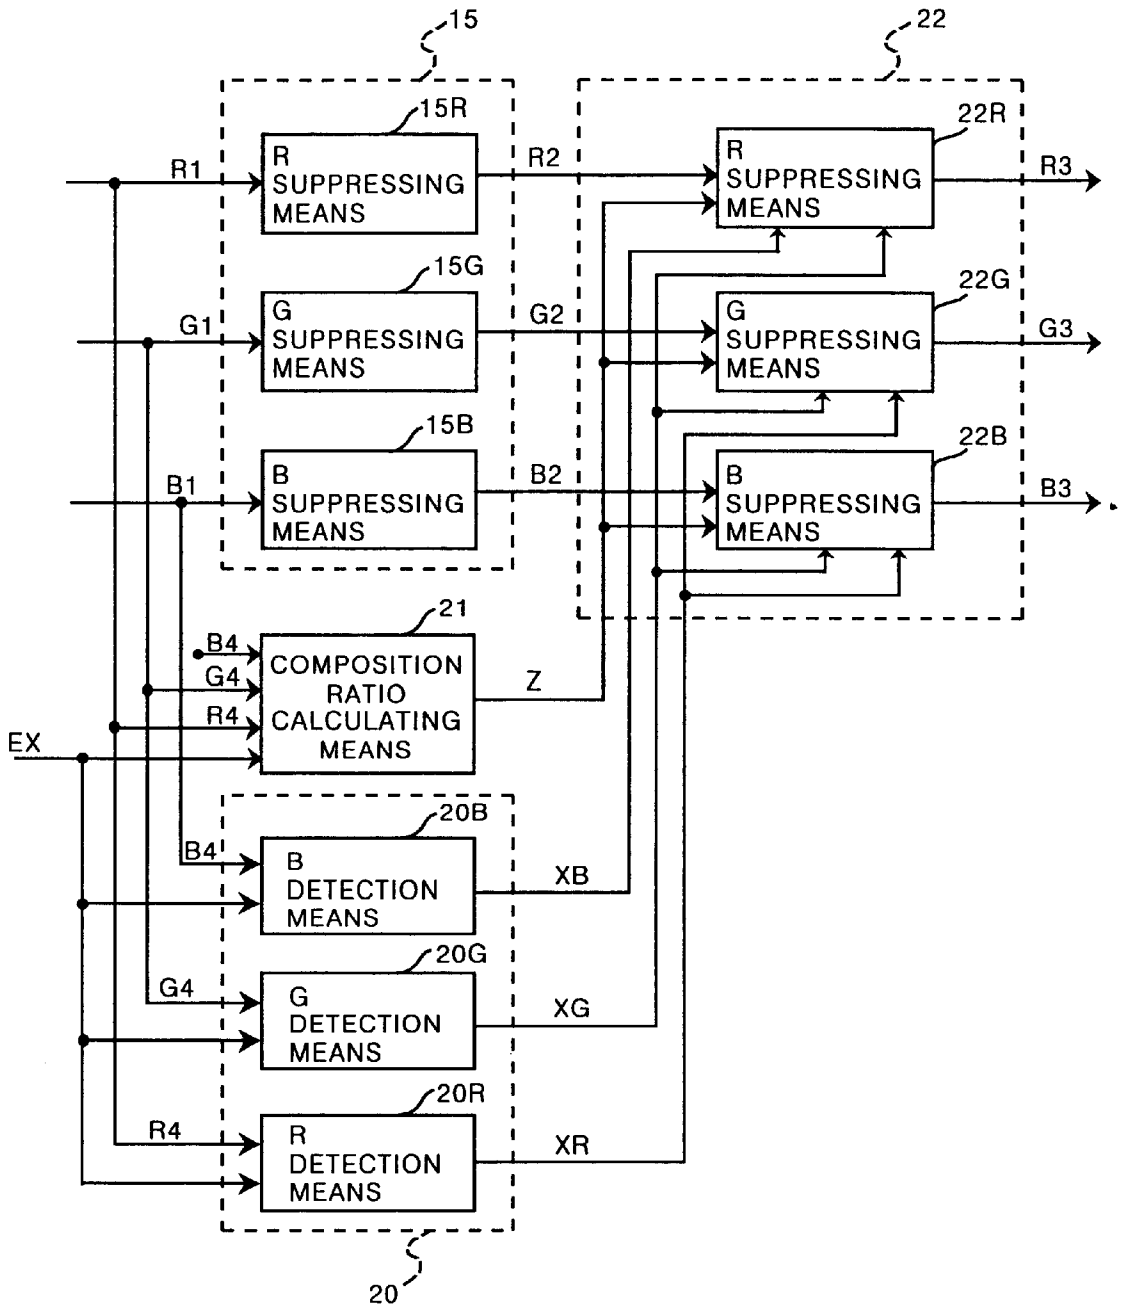 15
22
15R
22R
R1
R
SUPPRESSING
MEANS
R2
R
SUPPRESSING
MEANS
R3
15G
22G
G1
G
SUPPRESSING
MEANS
G2
G
SUPPRESSING
MEANS
G3
15B
22B
B1
B
SUPPRESSING
MEANS
B2
B
SUPPRESSING
MEANS
B3
21
B4
G4
R4
EX
COMPOSITION
RATIO
CALCULATING
MEANS
Z
20B
B4
B
DETECTION
MEANS
XB
20G
G4
G
DETECTION
MEANS
XG
20R
R4
R
DETECTION
MEANS
XR
20